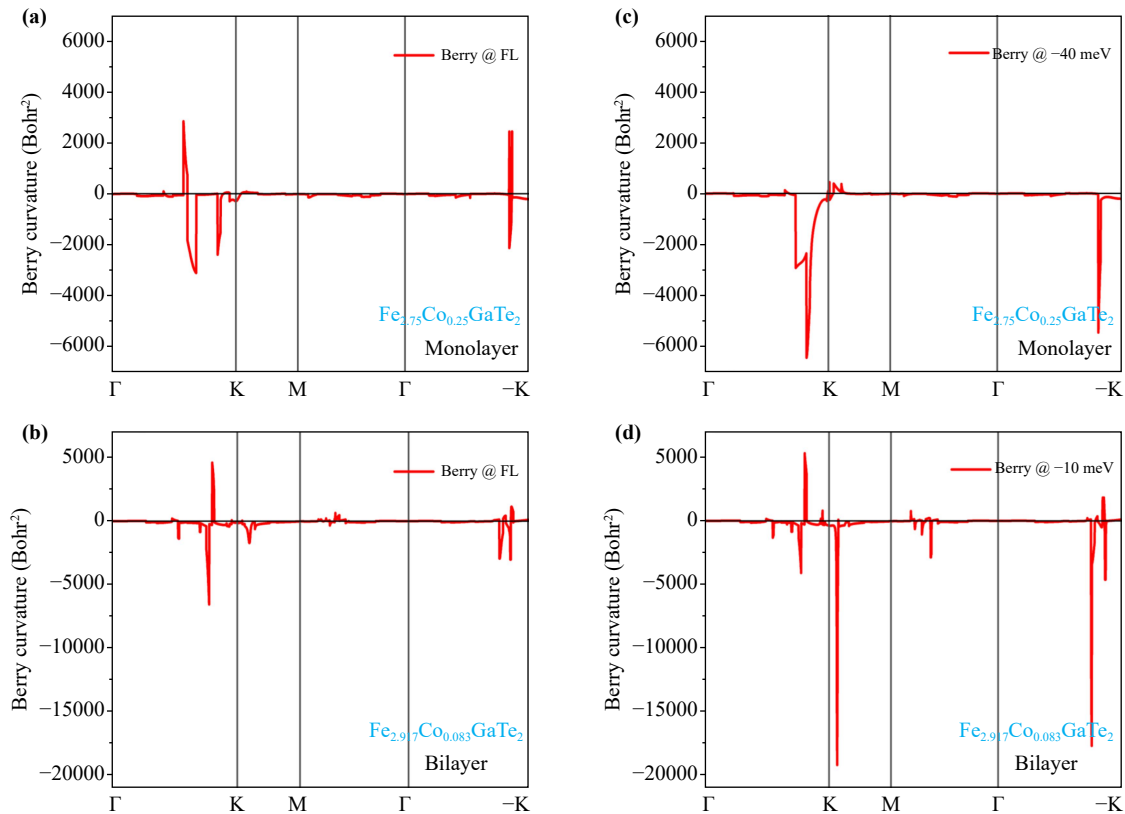 (a)
6000
4000
2000
0
−2000
−4000
−6000
Berry curvature (Bohr²)
Berry @ FL
Fe₂.₇₅Co₀.₂₅GaTe₂
Monolayer
Γ K M Γ −K
(c)
6000
4000
2000
0
−2000
−4000
−6000
Berry curvature (Bohr²)
Berry @ −40 meV
Fe₂.₇₅Co₀.₂₅GaTe₂
Monolayer
Γ K M Γ −K
(b)
5000
0
−5000
−10000
−15000
−20000
Berry curvature (Bohr²)
Berry @ FL
Fe₂.₉₁₇Co₀.₀₈₃GaTe₂
Bilayer
Γ K M Γ −K
(d)
5000
0
−5000
−10000
−15000
−20000
Berry curvature (Bohr²)
Berry @ −10 meV
Fe₂.₉₁₇Co₀.₀₈₃GaTe₂
Bilayer
Γ K M Γ −K